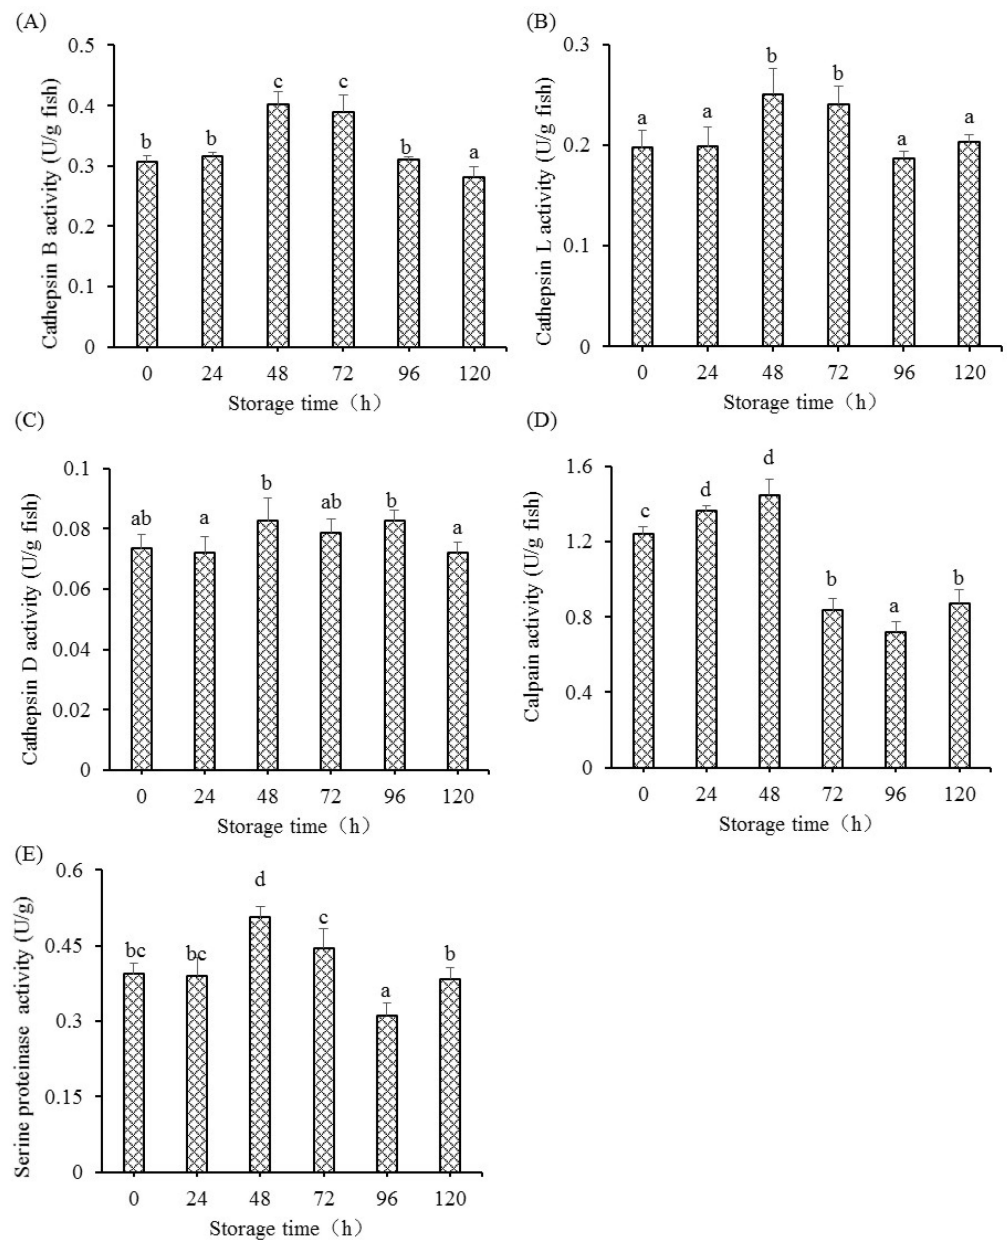 (A)
Cathepsin B activity (U/g fish)
0.5
0.4
0.3
0.2
0.1
0
b
b
c
c
b
a
0 24 48 72 96 120
Storage time（h）
(B)
Cathepsin L activity (U/g fish)
0.3
0.2
0.1
0
a
a
b
b
a
a
0 24 48 72 96 120
Storage time（h）
(C)
Cathepsin D activity (U/g fish)
0.1
0.08
0.06
0.04
0.02
0
ab
a
b
ab
b
a
0 24 48 72 96 120
Storage time（h）
(D)
Calpain activity (U/g fish)
1.6
1.2
0.8
0.4
0
c
d
d
b
a
b
0 24 48 72 96 120
Storage time（h）
(E)
Serine proteinase activity (U/g)
0.6
0.45
0.3
0.15
0
bc
bc
d
c
a
b
0 24 48 72 96 120
Storage time（h）